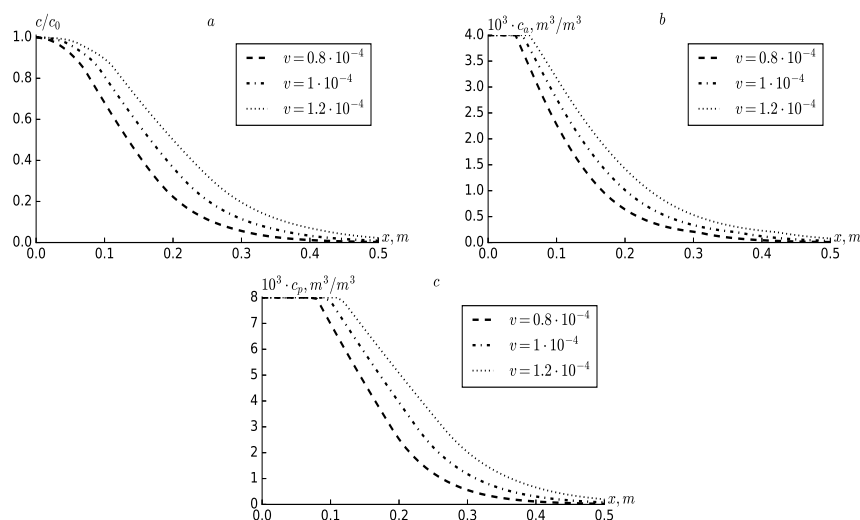 a
c/c₀
1.0
0.8
0.6
0.4
0.2
0.0
0.0 0.1 0.2 0.3 0.4 0.5
x, m
v = 0.8 · 10⁻⁴
v = 1 · 10⁻⁴
v = 1.2 · 10⁻⁴
b
10³ · cₐ, m³/m³
4.0
3.5
3.0
2.5
2.0
1.5
1.0
0.5
0.0
0.0 0.1 0.2 0.3 0.4 0.5
x, m
v = 0.8 · 10⁻⁴
v = 1 · 10⁻⁴
v = 1.2 · 10⁻⁴
c
10³ · cₚ, m³/m³
8
7
6
5
4
3
2
1
0
0.0 0.1 0.2 0.3 0.4 0.5
x, m
v = 0.8 · 10⁻⁴
v = 1 · 10⁻⁴
v = 1.2 · 10⁻⁴